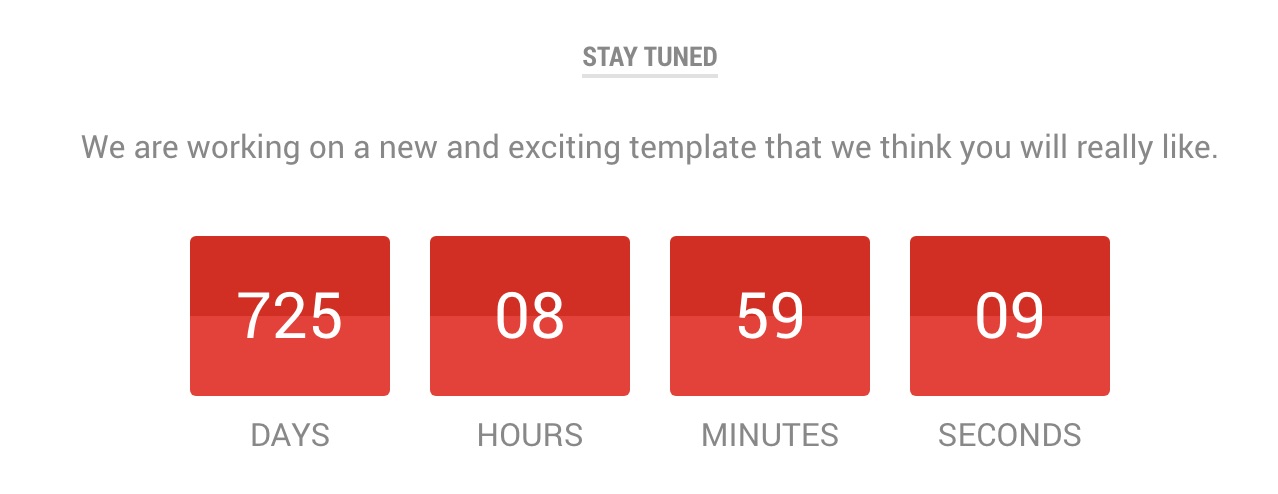 STAY TUNED
We are working on a new and exciting template that we think you will really like.
725 08 59 09
DAYS HOURS MINUTES SECONDS